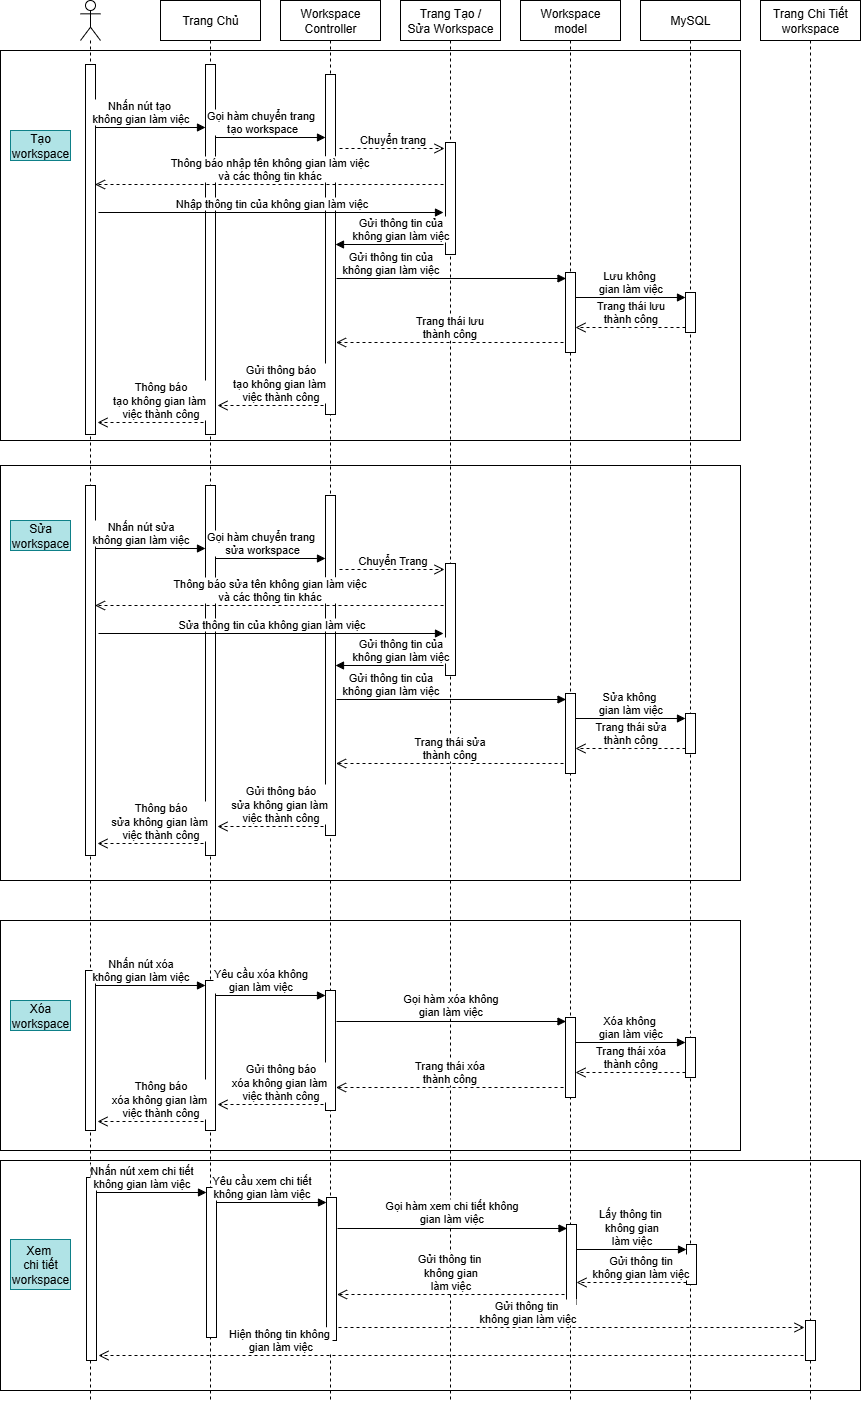 Trang Chủ
Workspace
Controller
Trang Tạo /
Sửa Workspace
Workspace
model
MySQL
Trang Chi Tiết
workspace
Tạo
workspace
Nhấn nút tạo
không gian làm việc
Gọi hàm chuyển trang
tạo workspace
Chuyển trang
Thông báo nhập tên không gian làm việc
và các thông tin khác
Nhập thông tin của không gian làm việc
Gửi thông tin của
không gian làm việc
Gửi thông tin của
không gian làm việc
Lưu không
gian làm việc
Trang thái lưu
thành công
Trang thái lưu
thành công
Gửi thông báo
tạo không gian làm
việc thành công
Thông báo
tạo không gian làm
việc thành công
Sửa
workspace
Nhấn nút sửa
không gian làm việc
Gọi hàm chuyển trang
sửa workspace
Chuyển Trang
Thông báo sửa tên không gian làm việc
và các thông tin khác
Sửa thông tin của không gian làm việc
Gửi thông tin của
không gian làm việc
Gửi thông tin của
không gian làm việc
Sửa không
gian làm việc
Trang thái sửa
thành công
Trang thái sửa
thành công
Gửi thông báo
sửa không gian làm
việc thành công
Thông báo
sửa không gian làm
việc thành công
Xóa
workspace
Nhấn nút xóa
không gian làm việc
Yêu cầu xóa không
gian làm việc
Gọi hàm xóa không
gian làm việc
Xóa không
gian làm việc
Trang thái xóa
thành công
Trang thái xóa
thành công
Gửi thông báo
xóa không gian làm
việc thành công
Thông báo
xóa không gian làm
việc thành công
Xem
chi tiết
workspace
Nhấn nút xem chi tiết
không gian làm việc
Yêu cầu xem chi tiết
không gian làm việc
Gọi hàm xem chi tiết không
gian làm việc
Lấy thông tin
không gian
làm việc
Gửi thông tin
không gian làm việc
Gửi thông tin
không gian
làm việc
Gửi thông tin
không gian làm việc
Hiện thông tin không
gian làm việc